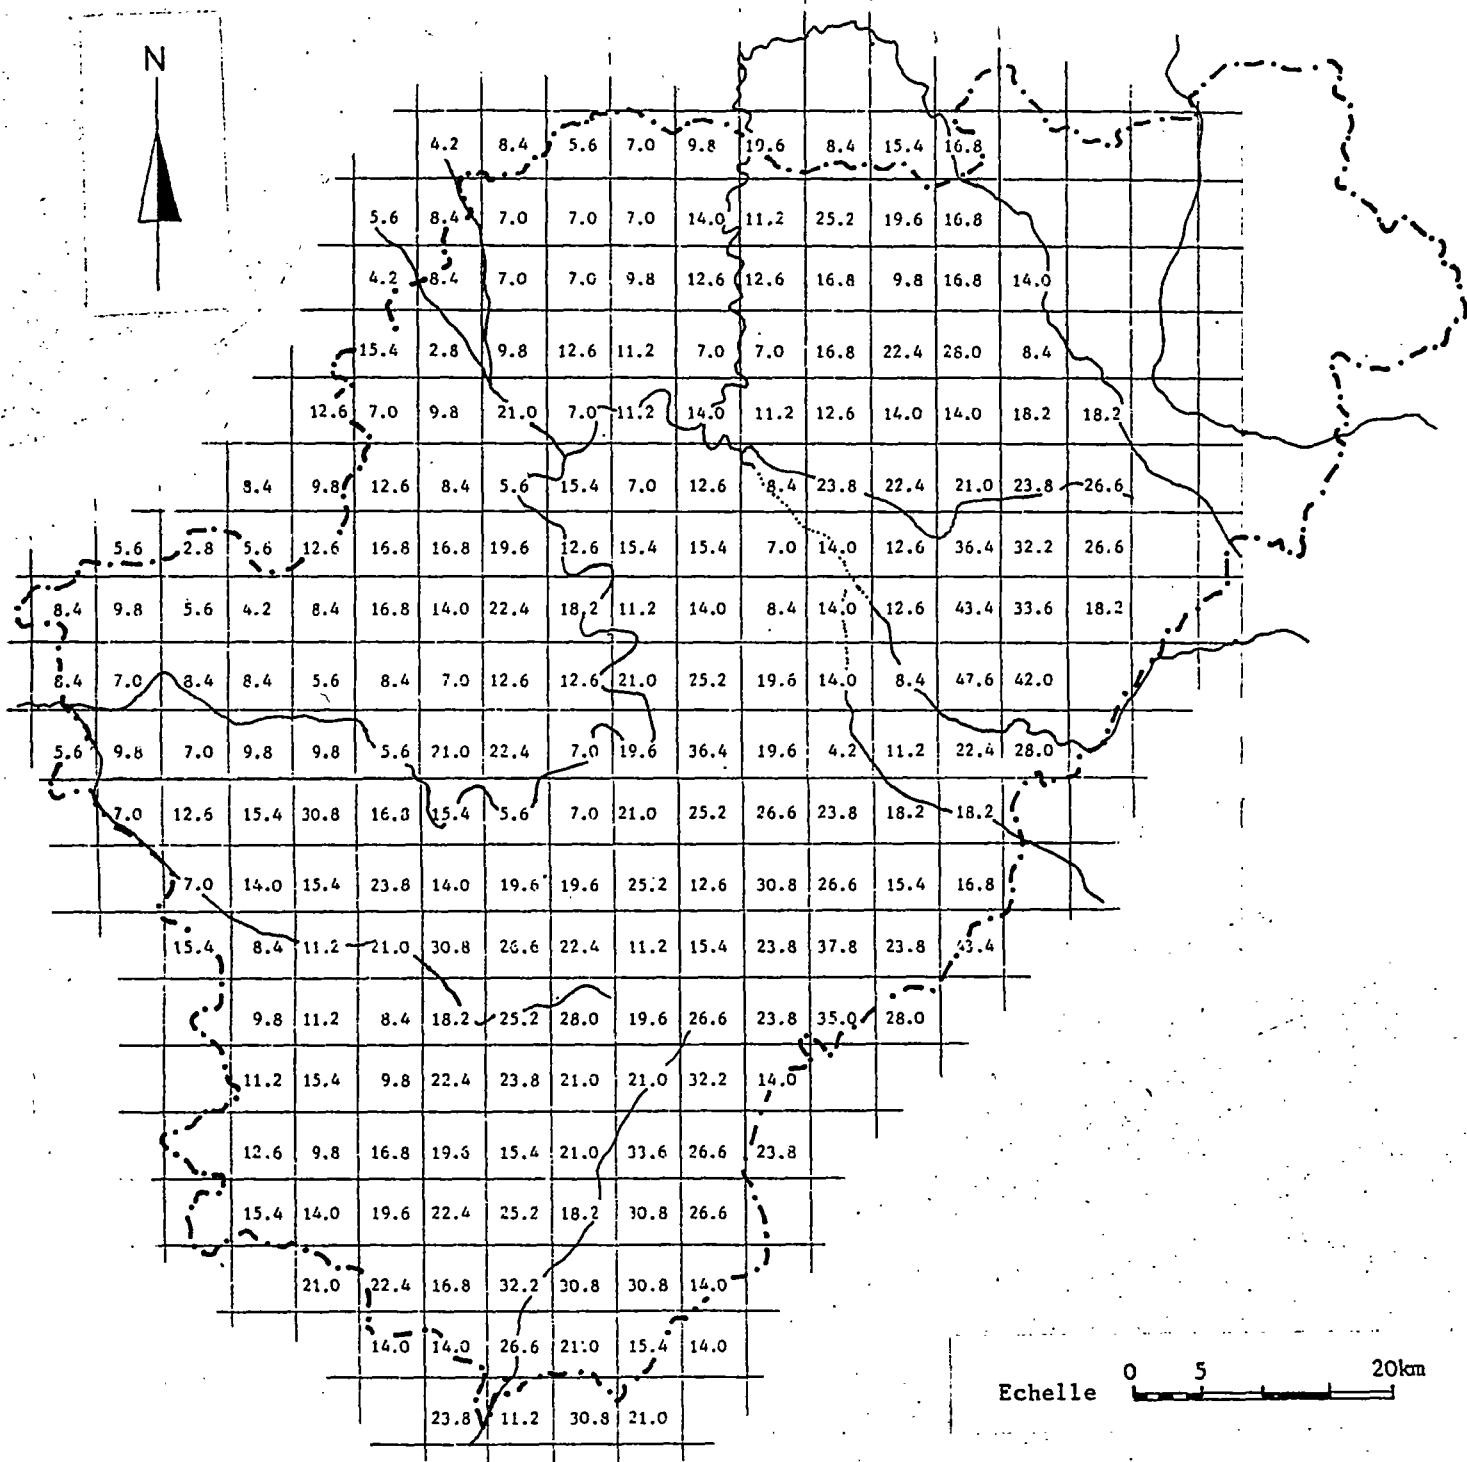 N
4.2 8.4 5.6 7.0 9.8 19.6 8.4 15.4 16.8
5.6 8.4 7.0 7.0 7.0 14.0 11.2 25.2 19.6 16.8
4.2 8.4 7.0 7.0 9.8 12.6 12.6 16.8 9.8 16.8 14.0
15.4 2.8 9.8 12.6 11.2 7.0 7.0 16.8 22.4 28.0 8.4
12.6 7.0 9.8 21.0 7.0 11.2 14.0 11.2 12.6 14.0 14.0 18.2 18.2
8.4 9.8 12.6 8.4 5.6 15.4 7.0 12.6 8.4 23.8 22.4 21.0 23.8 26.6
5.6 2.8 5.6 12.6 16.8 16.8 19.6 12.6 15.4 15.4 7.0 14.0 12.6 36.4 32.2 26.6
8.4 9.8 5.6 4.2 8.4 16.8 14.0 22.4 18.2 11.2 14.0 8.4 14.0 12.6 43.4 33.6 18.2
8.4 7.0 8.4 8.4 5.6 8.4 7.0 12.6 12.6 21.0 25.2 19.6 14.0 8.4 47.6 42.0
5.6 9.8 7.0 9.8 9.8 5.6 21.0 22.4 7.0 19.6 36.4 19.6 4.2 11.2 22.4 28.0
7.0 12.6 15.4 30.8 16.8 15.4 5.6 7.0 21.0 25.2 26.6 23.8 18.2 18.2
7.0 14.0 15.4 23.8 14.0 19.6 19.6 25.2 12.6 30.8 26.6 15.4 16.8
15.4 8.4 11.2 21.0 30.8 26.6 22.4 11.2 15.4 23.8 37.8 23.8 43.4
9.8 11.2 8.4 18.2 25.2 28.0 19.6 26.6 23.8 35.0 28.0
11.2 15.4 9.8 22.4 23.8 21.0 21.0 32.2 14.0
12.6 9.8 16.8 19.6 15.4 21.0 33.6 26.6 23.8
15.4 14.0 19.6 22.4 25.2 18.2 30.8 26.6
21.0 22.4 16.8 32.2 30.8 30.8 14.0
14.0 14.0 26.6 21.0 15.4 14.0
23.8 11.2 30.8 21.0
0 5 20km
Echelle